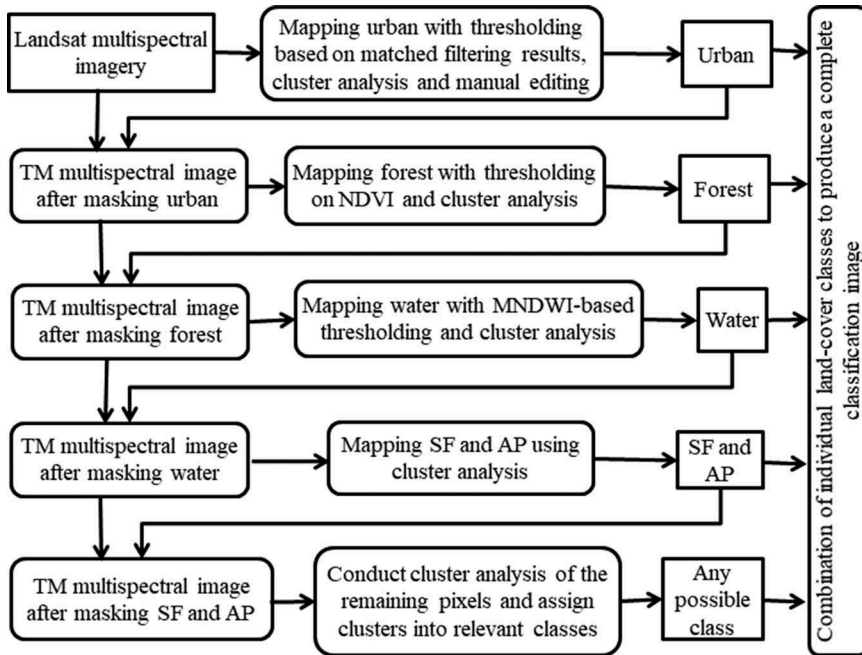 Landsat multispectral
imagery
Mapping urban with thresholding
based on matched filtering results,
cluster analysis and manual editing
Urban
TM multispectral image
after masking urban
Mapping forest with thresholding
on NDVI and cluster analysis
Forest
TM multispectral image
after masking forest
Mapping water with MNDWI-based
thresholding and cluster analysis
Water
TM multispectral image
after masking water
Mapping SF and AP using
cluster analysis
SF and
AP
TM multispectral image
after masking SF and AP
Conduct cluster analysis of the
remaining pixels and assign
clusters into relevant classes
Any
possible
class
Combination of individual land-cover classes to produce a complete
classification image